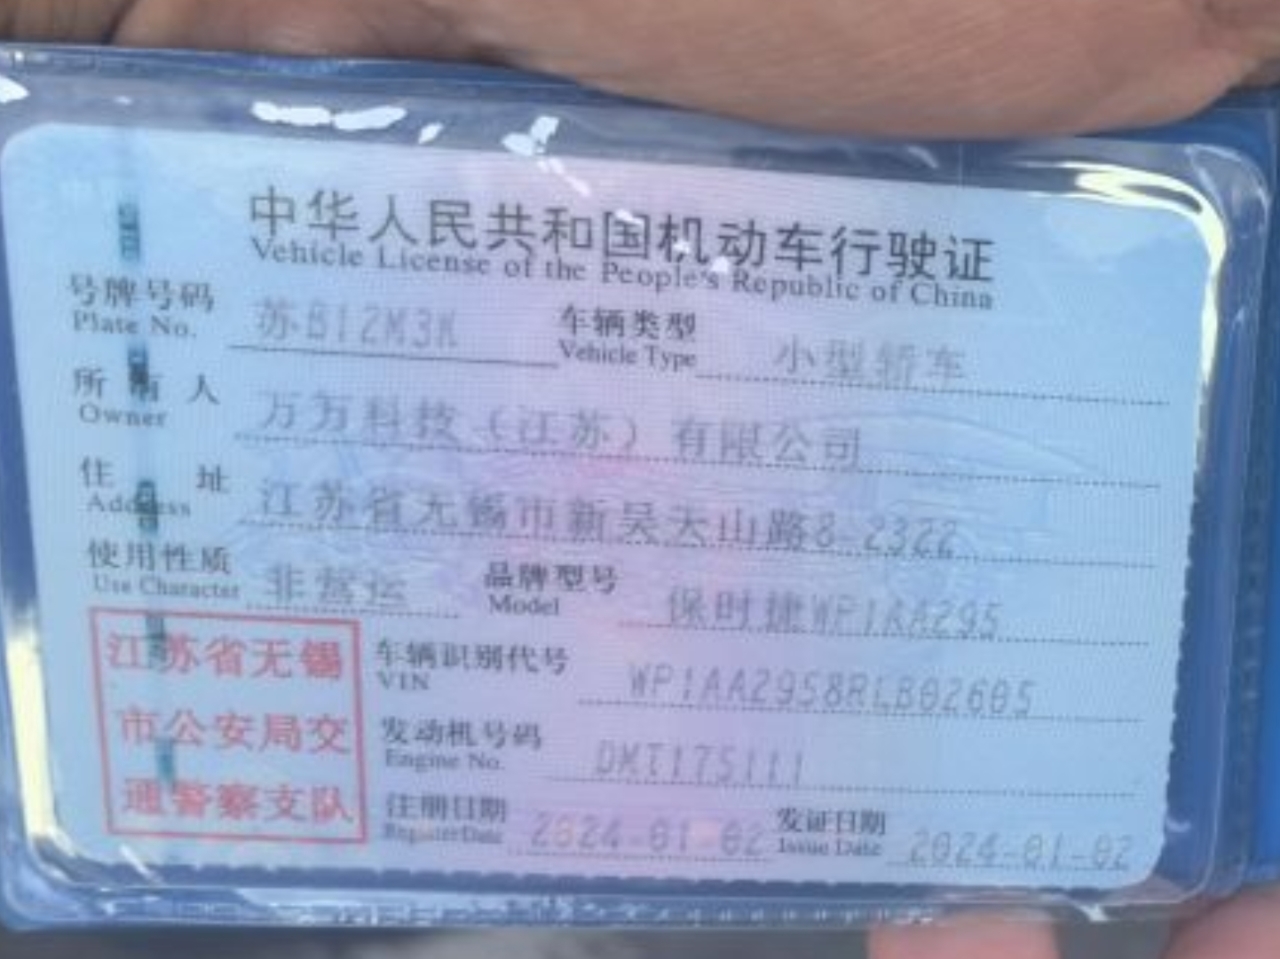 中华人民共和国机动车行驶证
Vehicle License of the People's Republic of China
号牌号码 苏B12M3K 车辆类型 小型轿车
Plate No. Vehicle Type
所有人 万万科技（江苏）有限公司
Owner
住址 江苏省无锡市新吴天山路8-2322
Address
使用性质 非营运 品牌型号 保时捷WP1AA295
Use Character Model
江苏省无锡
市公安局交
通警察支队
车辆识别代号 WP1AA2958RLB02605
VIN
发动机号码 DMT175111
Engine No.
注册日期 2024-01-02 发证日期 2024-01-02
Register Date Issue Date